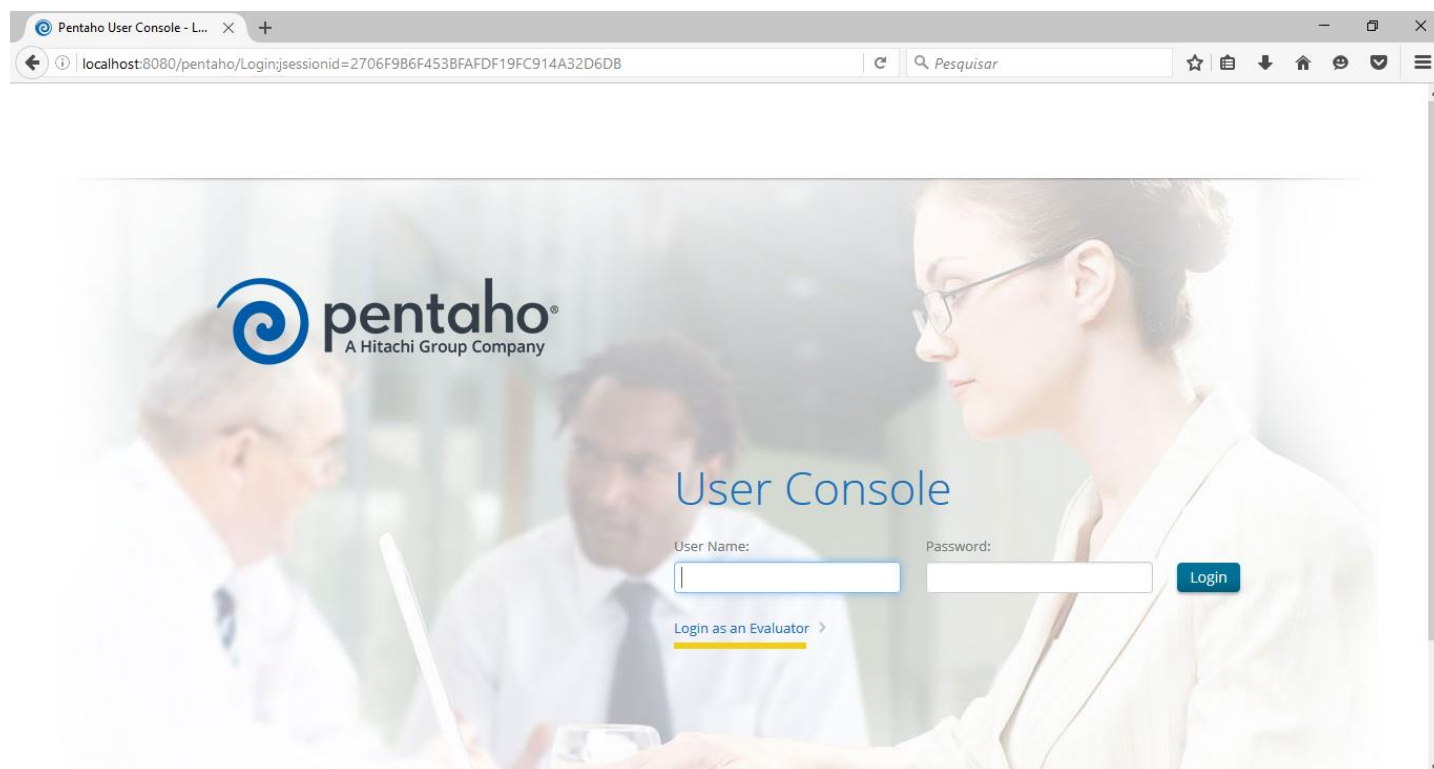 Pentaho User Console - L...
localhost:8080/pentaho/Login;jsessionid=2706F9B6F453BFAFDF19FC914A32D6DB
Pesquisar
pentaho®
A Hitachi Group Company
User Console
User Name:
Password:
Login
Login as an Evaluator